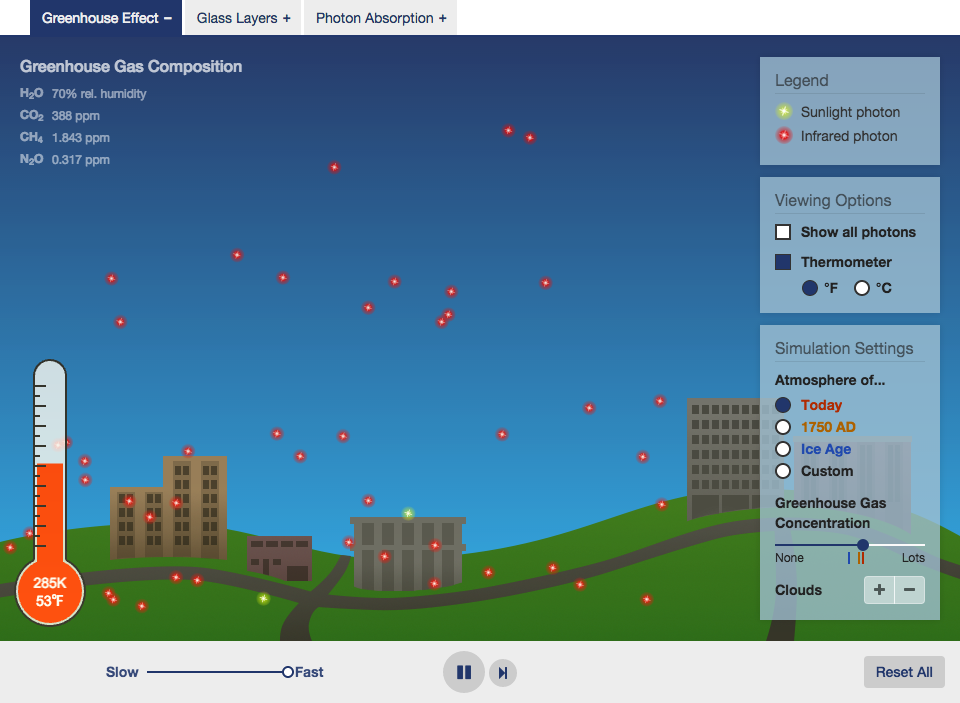 Greenhouse Effect −
Glass Layers +
Photon Absorption +
Greenhouse Gas Composition
H₂O 70% rel. humidity
CO₂ 388 ppm
CH₄ 1.843 ppm
N₂O 0.317 ppm
Legend
Sunlight photon
Infrared photon
Viewing Options
Show all photons
Thermometer
°F °C
Simulation Settings
Atmosphere of...
Today
1750 AD
Ice Age
Custom
Greenhouse Gas
Concentration
None Lots
Clouds + −
285K
53°F
Slow Fast
Reset All